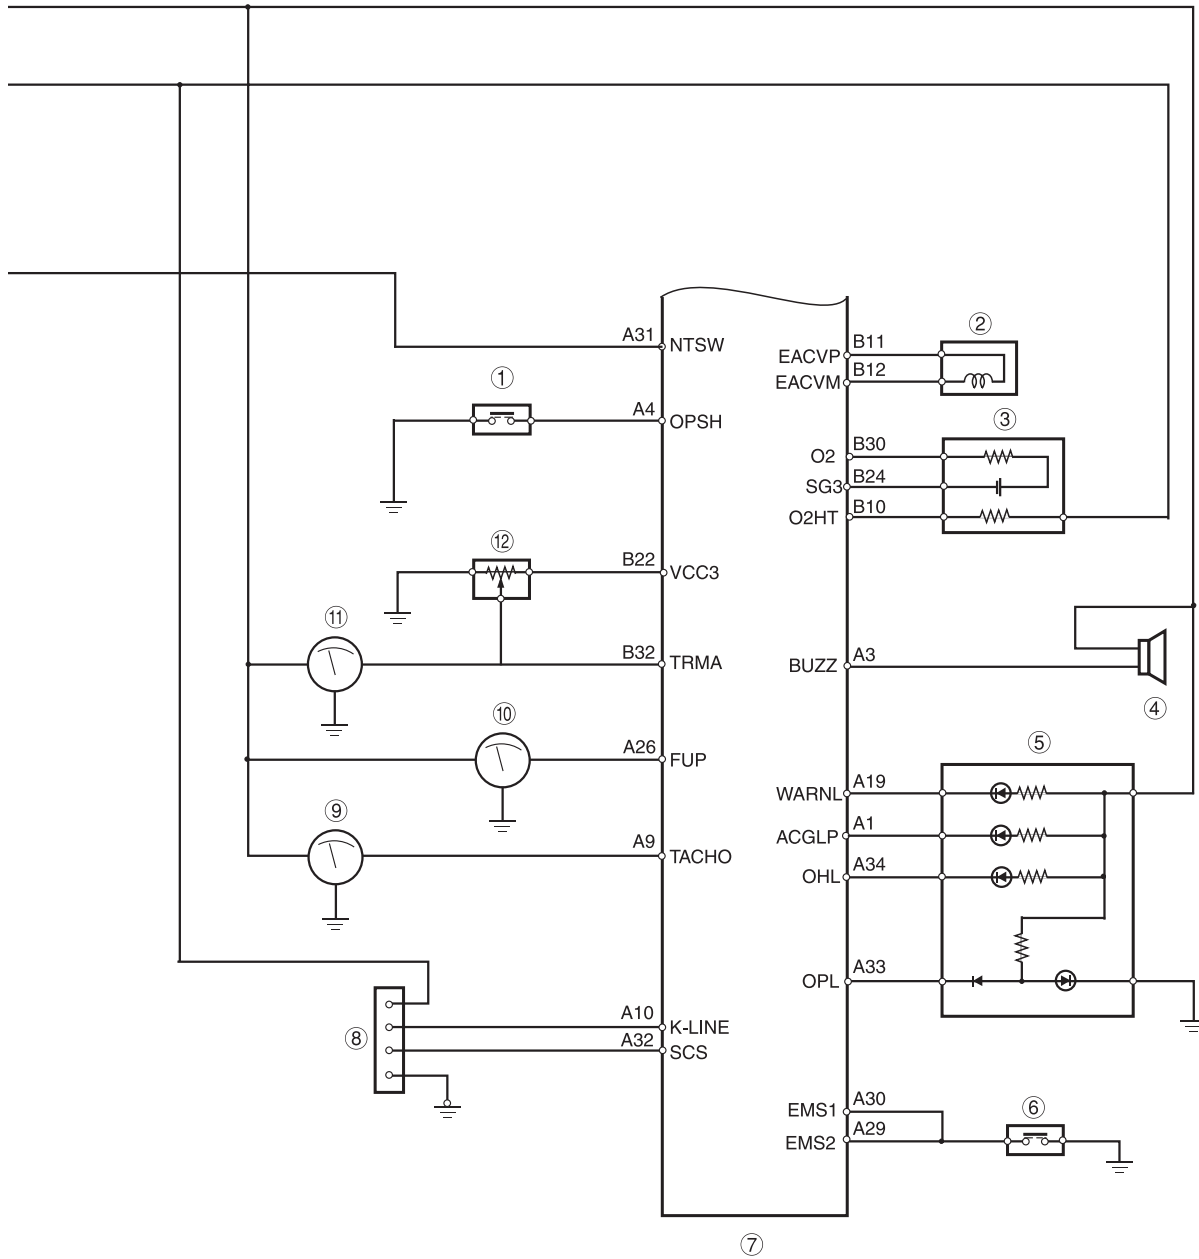 A31
NTSW
①
A4
OPSH
⑫
B22
VCC3
⑪
B32
TRMA
⑩
A26
FUP
⑨
A9
TACHO
⑧
A10
K-LINE
A32
SCS
②
B11
EACVP
B12
EACVM
③
B30
O2
B24
SG3
B10
O2HT
A3
BUZZ
④
⑤
A19
WARNL
A1
ACGLP
A34
OHL
A33
OPL
⑥
A30
EMS1
A29
EMS2
⑦